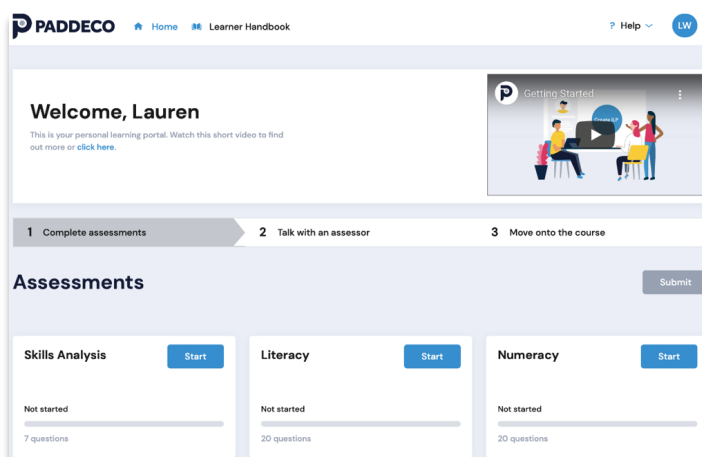 PADDECO
Home
Learner Handbook
? Help
LW
Welcome, Lauren
This is your personal learning portal. Watch this short video to find
out more or click here.
Getting Started
Create ILP
1 Complete assessments
2 Talk with an assessor
3 Move onto the course
Assessments
Submit
Skills Analysis
Start
Not started
7 questions
Literacy
Start
Not started
20 questions
Numeracy
Start
Not started
20 questions